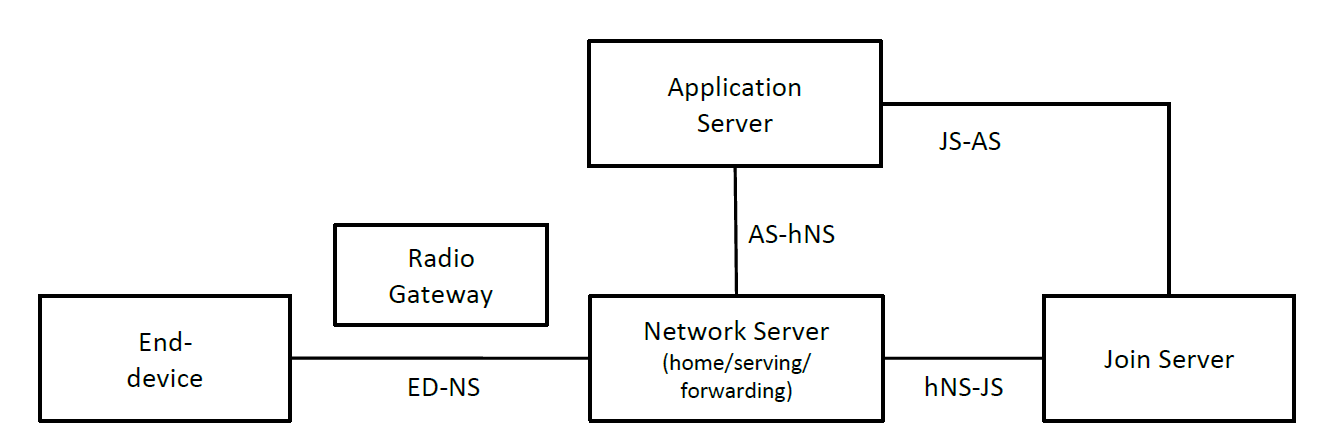 Application
Server
JS-AS
AS-hNS
Radio
Gateway
End-
device
ED-NS
Network Server
(home/serving/
forwarding)
hNS-JS
Join Server